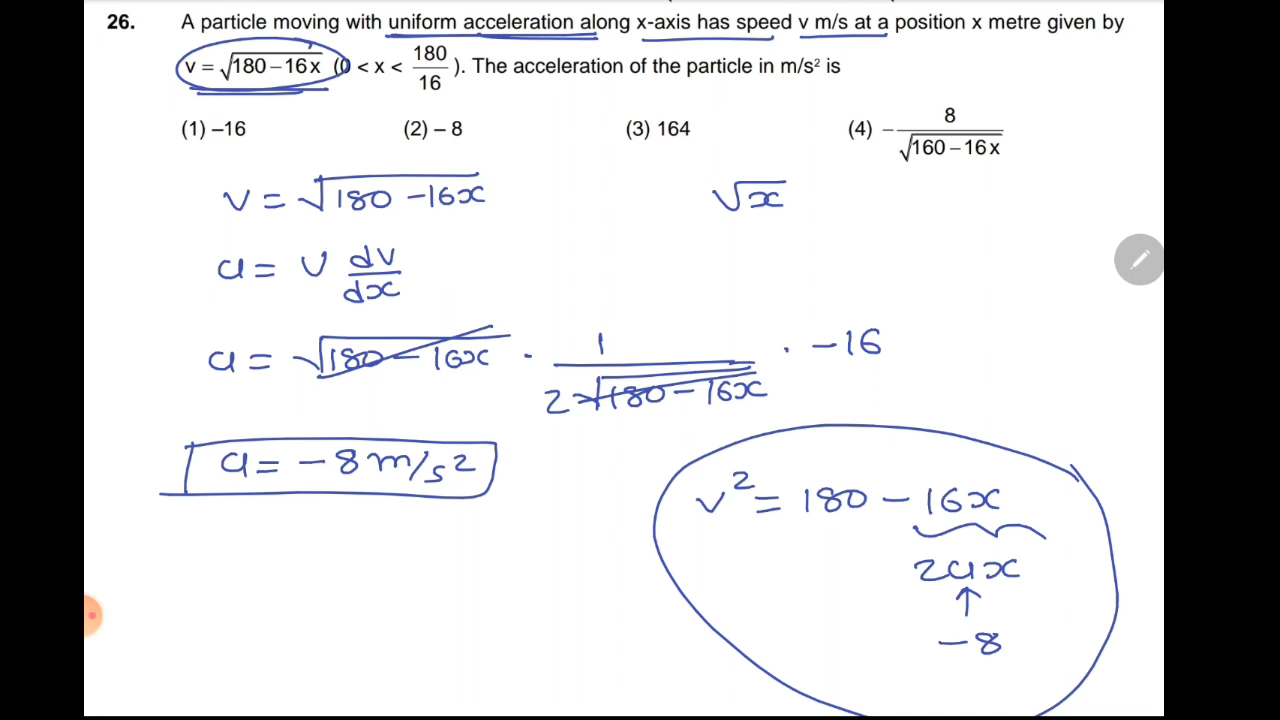 26. A particle moving with uniform acceleration along x-axis has speed v m/s at a position x metre given by
v = √(180 – 16x) (0 < x < 180/16). The acceleration of the particle in m/s² is
(1) –16 (2) – 8 (3) 164 (4) – 8/√(160 – 16x)
v = √(180 – 16x) √x
a = v dv/dx
a = √(180 – 16x) · 1/(2√(180 – 16x)) · –16
a = – 8 m/s²
v² = 180 – 16x
2ax
↑
– 8